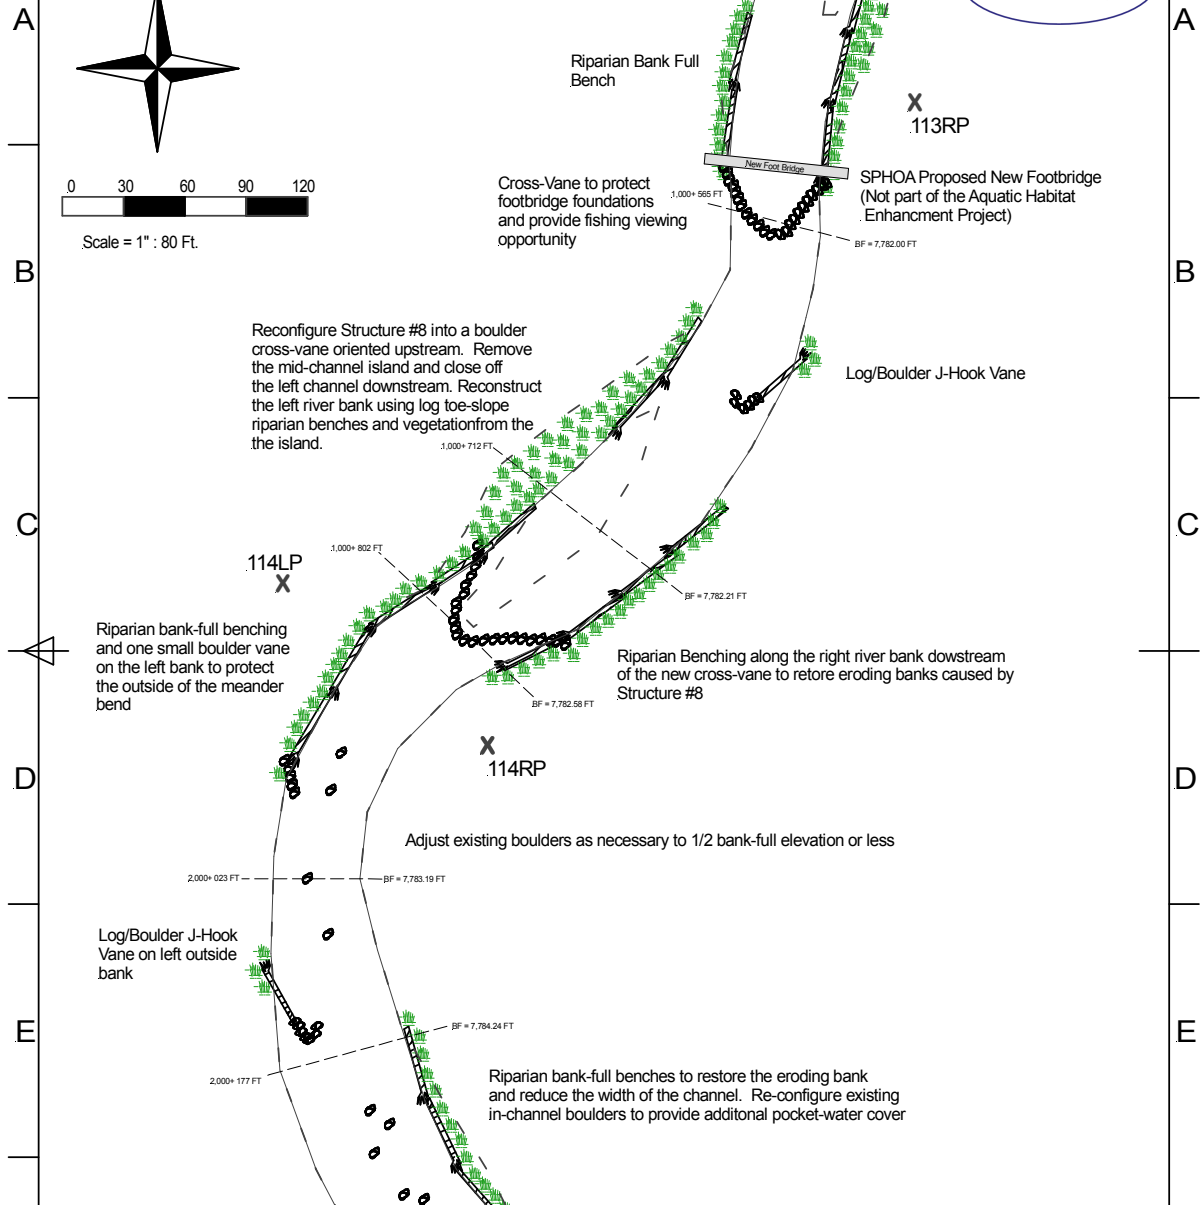 A
A
Riparian Bank Full
Bench
113RP
New Foot Bridge
0 30 60 90 120
Scale = 1" : 80 Ft.
Cross-Vane to protect
footbridge foundations
and provide fishing viewing
opportunity
1,000+ 565 FT
SPHOA Proposed New Footbridge
(Not part of the Aquatic Habitat
Enhancment Project)
BF = 7,782.00 FT
B
B
Reconfigure Structure #8 into a boulder
cross-vane oriented upstream. Remove
the mid-channel island and close off
the left channel downstream. Reconstruct
the left river bank using log toe-slope
riparian benches and vegetationfrom the
the island.
Log/Boulder J-Hook Vane
1,000+ 712 FT
C
C
1,000+ 802 FT
114LP
BF = 7,782.21 FT
Riparian bank-full benching
and one small boulder vane
on the left bank to protect
the outside of the meander
bend
Riparian Benching along the right river bank dowstream
of the new cross-vane to retore eroding banks caused by
Structure #8
BF = 7,782.58 FT
114RP
D
D
Adjust existing boulders as necessary to 1/2 bank-full elevation or less
2,000+ 023 FT
BF = 7,783.19 FT
Log/Boulder J-Hook
Vane on left outside
bank
E
E
BF = 7,784.24 FT
2,000+ 177 FT
Riparian bank-full benches to restore the eroding bank
and reduce the width of the channel. Re-configure existing
in-channel boulders to provide additonal pocket-water cover